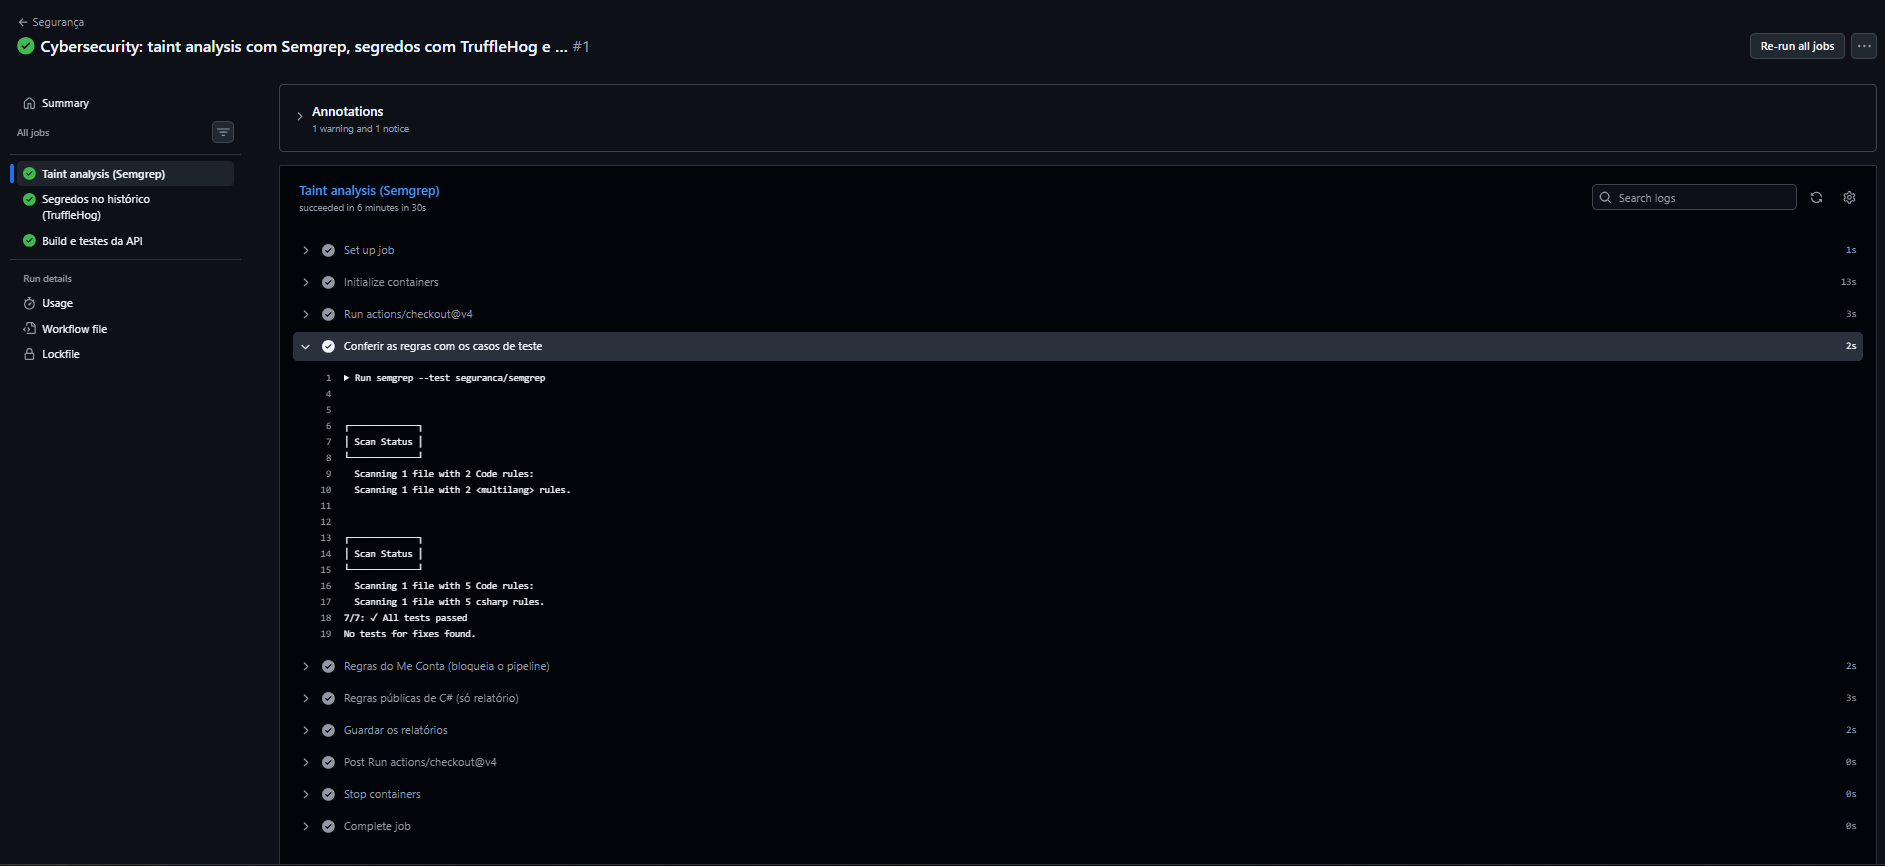 ← Segurança
Cybersecurity: taint analysis com Semgrep, segredos com TruffleHog e ... #1
Re-run all jobs
Summary
All jobs
Taint analysis (Semgrep)
Segredos no histórico
(TruffleHog)
Build e testes da API
Run details
Usage
Workflow file
Lockfile
Annotations
1 warning and 1 notice
Taint analysis (Semgrep)
succeeded in 6 minutes in 30s
Search logs
Set up job 1s
Initialize containers 13s
Run actions/checkout@v4 3s
Conferir as regras com os casos de teste 2s
1 ▶ Run semgrep --test seguranca/semgrep
4
5
6
7 Scan Status
8
9 Scanning 1 file with 2 Code rules:
10 Scanning 1 file with 2 <multilang> rules.
11
12
13
14 Scan Status
15
16 Scanning 1 file with 5 Code rules:
17 Scanning 1 file with 5 csharp rules.
18 7/7: ✓ All tests passed
19 No tests for fixes found.
Regras do Me Conta (bloqueia o pipeline) 2s
Regras públicas de C# (só relatório) 3s
Guardar os relatórios 2s
Post Run actions/checkout@v4 0s
Stop containers 0s
Complete job 0s